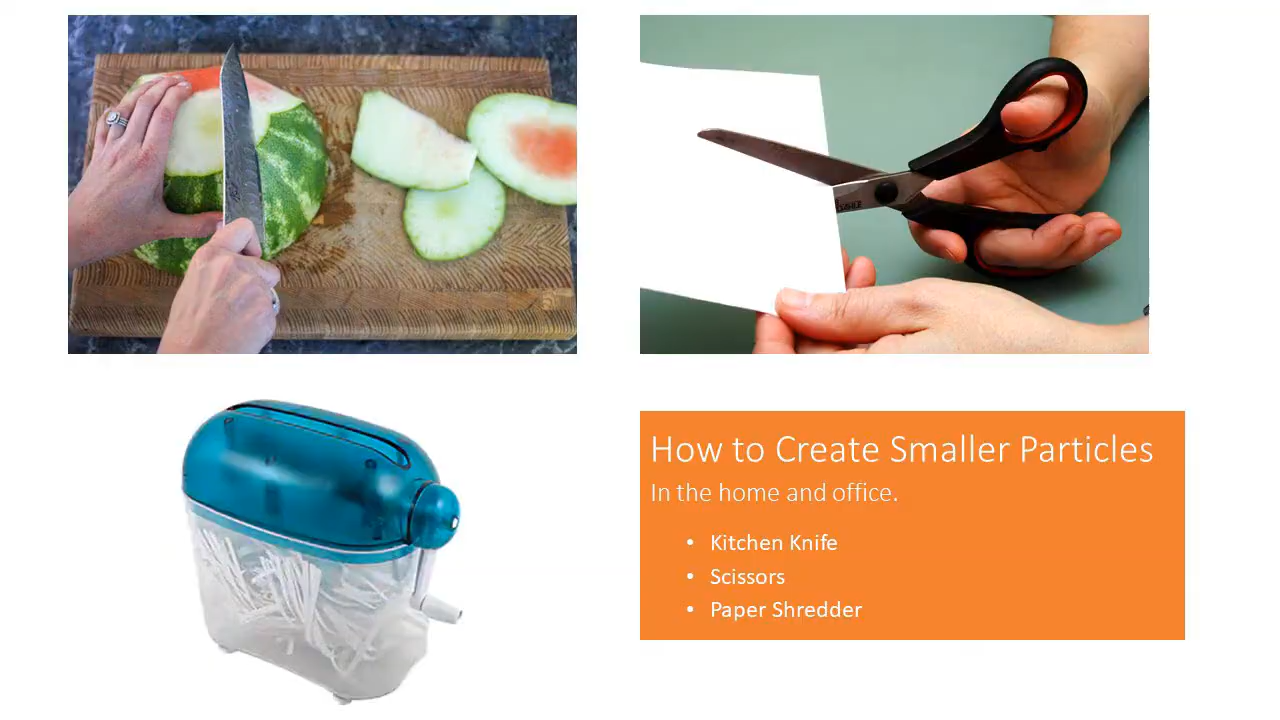 How to Create Smaller Particles
In the home and office.
• Kitchen Knife
• Scissors
• Paper Shredder